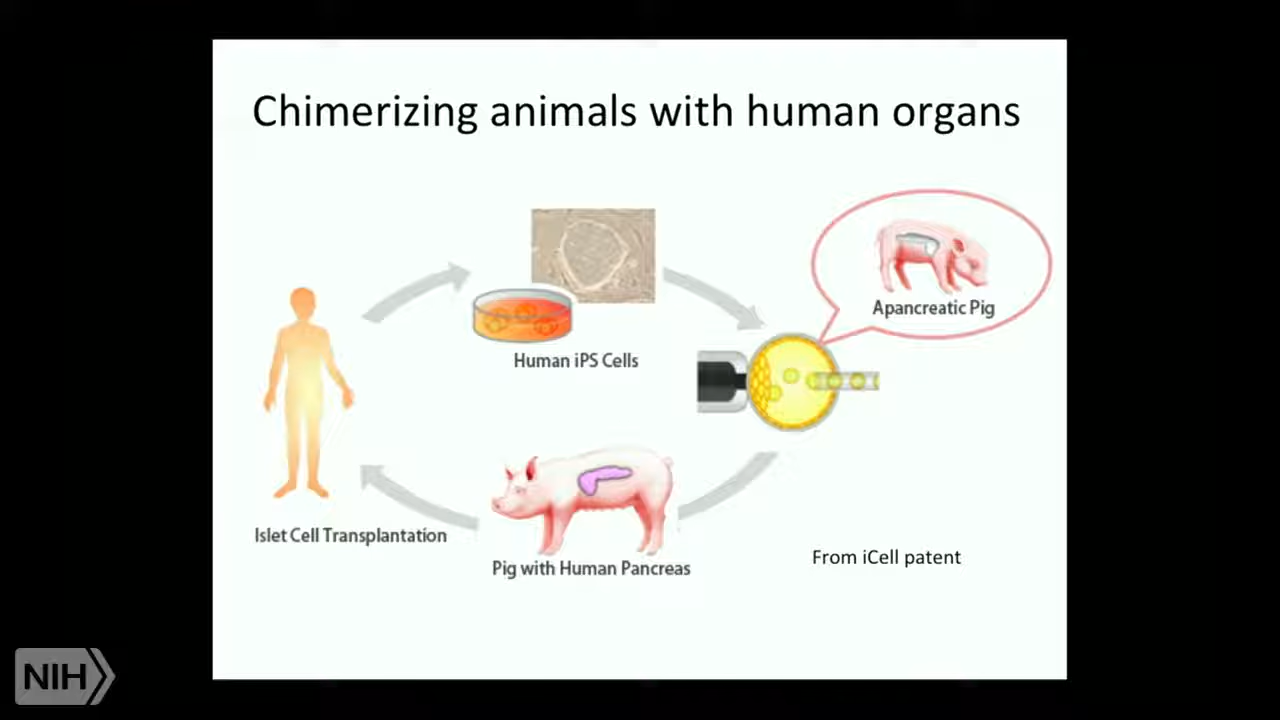 Chimerizing animals with human organs
Apancreatic Pig
Human iPS Cells
Islet Cell Transplantation
Pig with Human Pancreas
From iCell patent
NIH